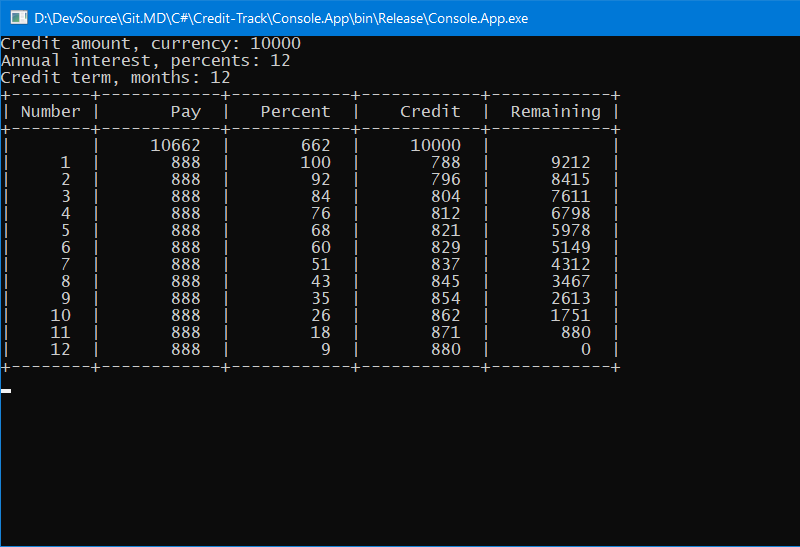 D:\DevSource\Git.MD\C#\Credit-Track\Console.App\bin\Release\Console.App.exe
Credit amount, currency: 10000
Annual interest, percents: 12
Credit term, months: 12
+--------+------------+------------+------------+------------+
| Number |       Pay  |   Percent  |     Credit  |  Remaining |
+--------+------------+------------+------------+------------+
|        |     10662  |       662  |      10000  |            |
|     1  |       888  |       100  |        788  |      9212  |
|     2  |       888  |        92  |        796  |      8415  |
|     3  |       888  |        84  |        804  |      7611  |
|     4  |       888  |        76  |        812  |      6798  |
|     5  |       888  |        68  |        821  |      5978  |
|     6  |       888  |        60  |        829  |      5149  |
|     7  |       888  |        51  |        837  |      4312  |
|     8  |       888  |        43  |        845  |      3467  |
|     9  |       888  |        35  |        854  |      2613  |
|    10  |       888  |        26  |        862  |      1751  |
|    11  |       888  |        18  |        871  |       880  |
|    12  |       888  |         9  |        880  |         0  |
+--------+------------+------------+------------+------------+